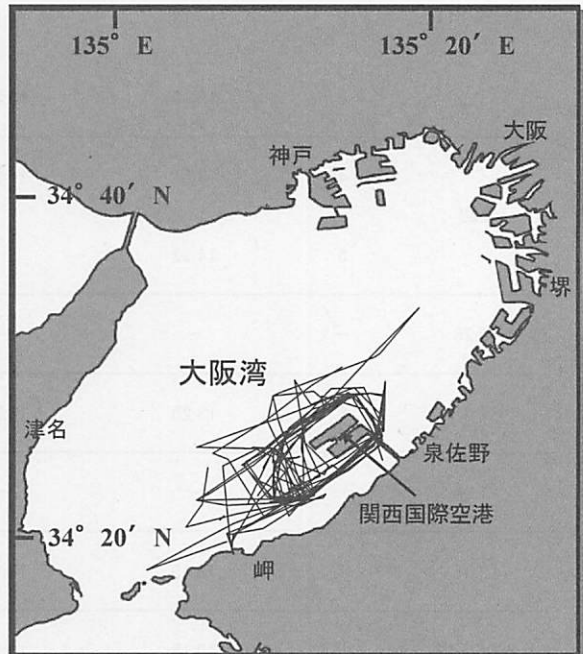 135° E
135° 20′ E
大阪
神戸
34° 40′ N
堺
大阪湾
津名
泉佐野
関西国際空港
34° 20′ N
岬